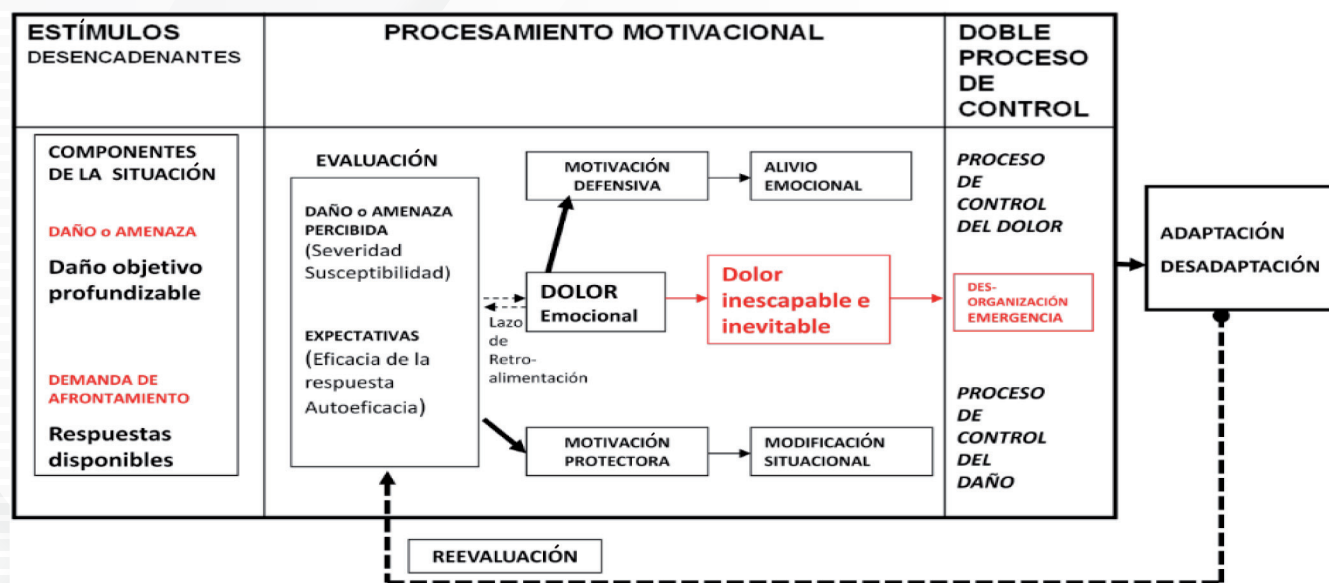 ESTÍMULOS
DESENCADENANTES
PROCESAMIENTO MOTIVACIONAL
DOBLE
PROCESO
DE
CONTROL
COMPONENTES
DE LA SITUACIÓN
DAÑO o AMENAZA
Daño objetivo
profundizable
DEMANDA DE
AFRONTAMIENTO
Respuestas
disponibles
EVALUACIÓN
DAÑO o AMENAZA
PERCIBIDA
(Severidad
Susceptibilidad)
EXPECTATIVAS
(Eficacia de la
respuesta
Autoeficacia)
Lazo
de
Retro-
alimentación
MOTIVACIÓN
DEFENSIVA
ALIVIO
EMOCIONAL
DOLOR
Emocional
Dolor
inescapable e
inevitable
MOTIVACIÓN
PROTECTORA
MODIFICACIÓN
SITUACIONAL
PROCESO
DE
CONTROL
DEL DOLOR
DES-
ORGANIZACIÓN
EMERGENCIA
PROCESO
DE
CONTROL
DEL
DAÑO
ADAPTACIÓN
DESADAPTACIÓN
REEVALUACIÓN